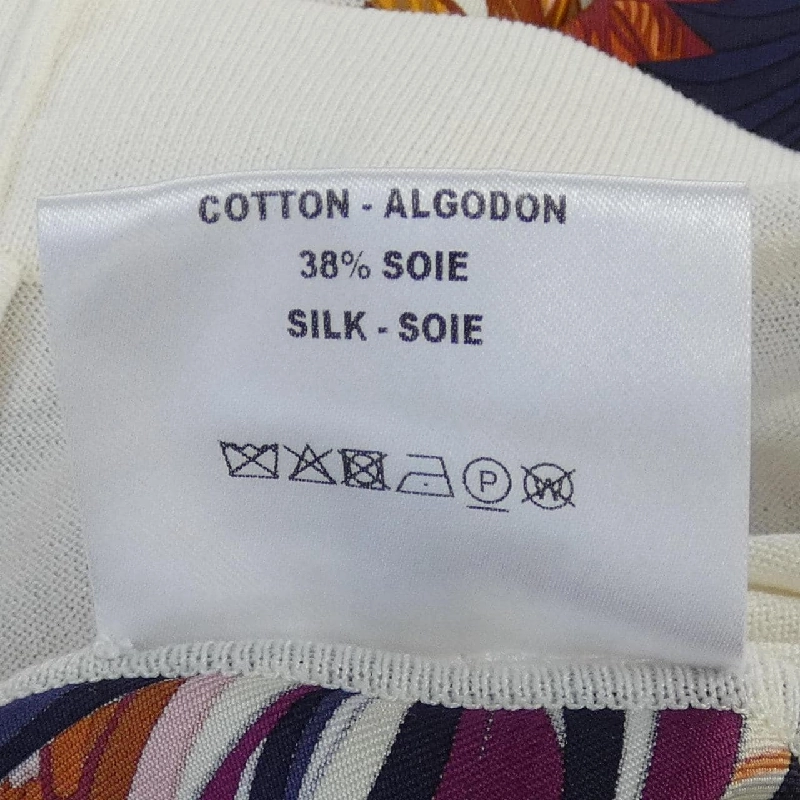 COTTON - ALGODON
38% SOIE
SILK - SOIE
P W